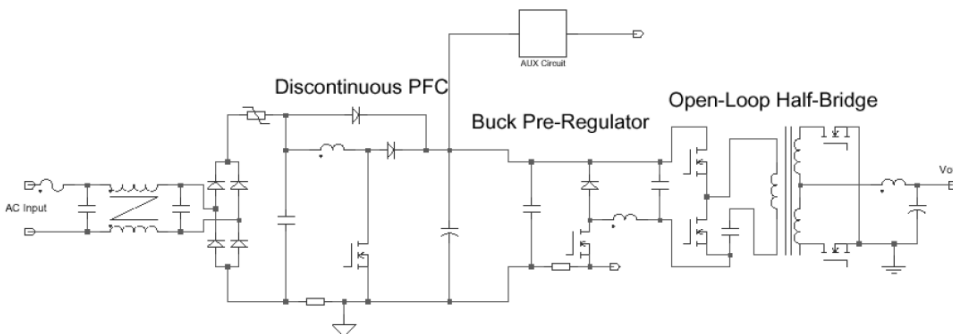 AUX Circuit
Discontinuous PFC
Open-Loop Half-Bridge
Buck Pre-Regulator
Vo
AC Input